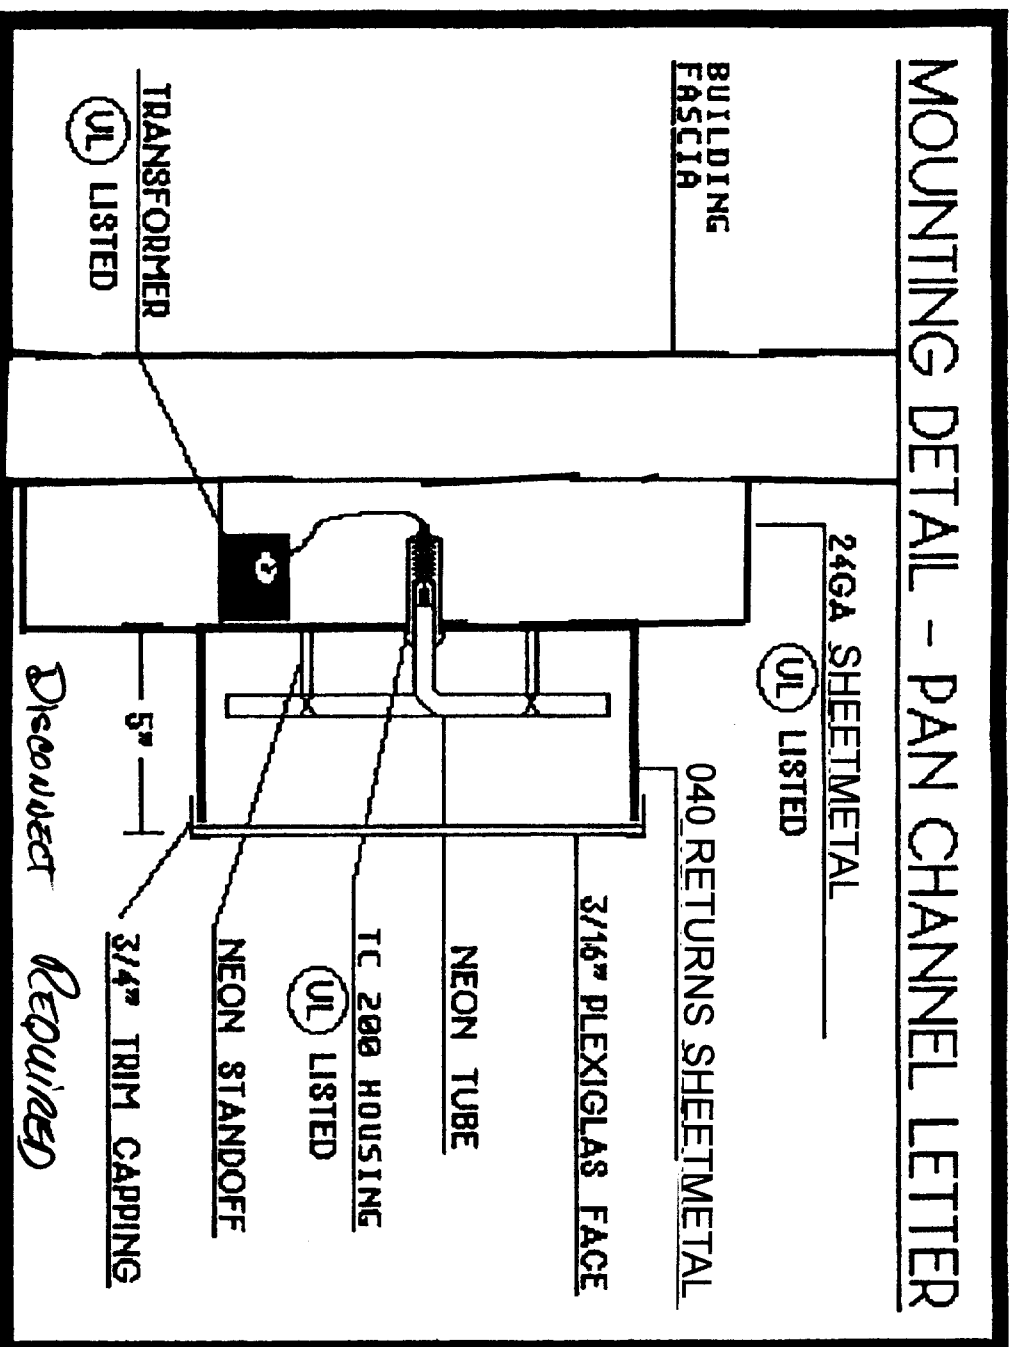 MOUNTING DETAIL - PAN CHANNEL LETTER
BUILDING
FASCIA
24GA SHEETMETAL
UL LISTED
040 RETURNS SHEETMETAL
3/16" PLEXIGLAS FACE
NEON TUBE
TC 200 HOUSING
UL LISTED
NEON STANDOFF
3/4" TRIM CAPPING
TRANSFORMER
UL LISTED
5"
DISCONNECT REQUIRED